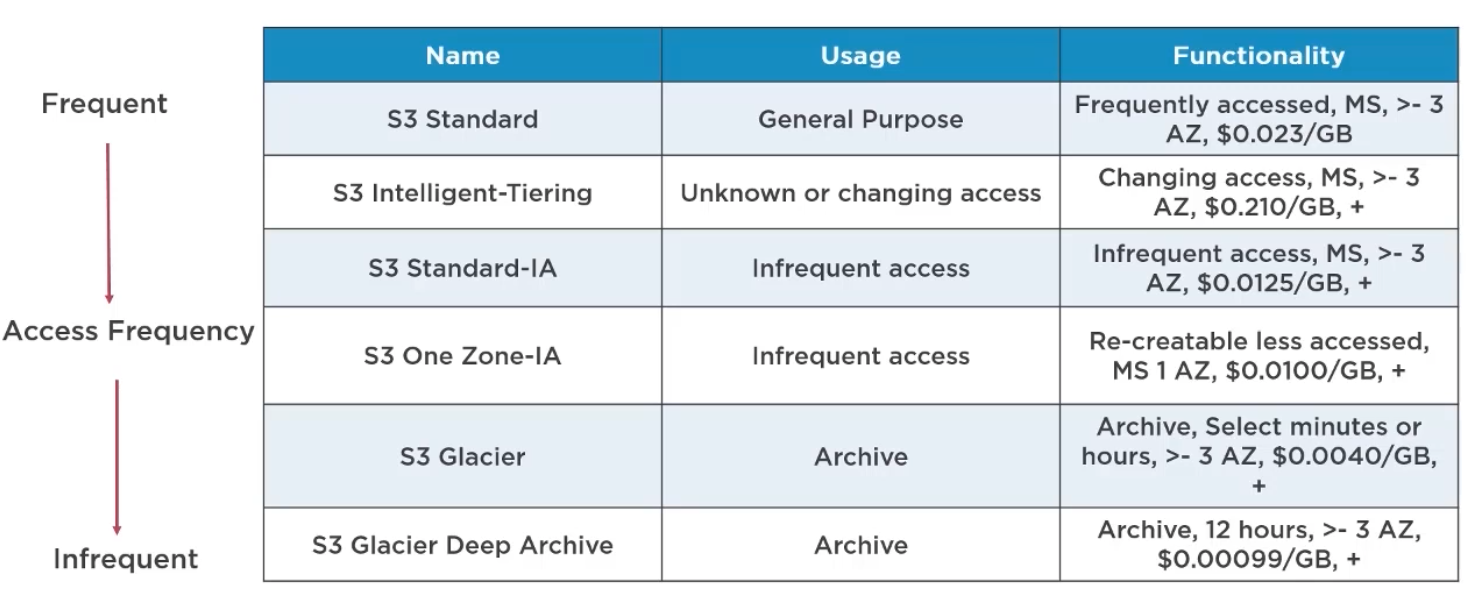 Name
Usage
Functionality
Frequent
S3 Standard
General Purpose
Frequently accessed, MS, >- 3
AZ, $0.023/GB
S3 Intelligent-Tiering
Unknown or changing access
Changing access, MS, >- 3
AZ, $0.210/GB, +
S3 Standard-IA
Infrequent access
Infrequent access, MS, >- 3
AZ, $0.0125/GB, +
Access Frequency
S3 One Zone-IA
Infrequent access
Re-creatable less accessed,
MS 1 AZ, $0.0100/GB, +
S3 Glacier
Archive
Archive, Select minutes or
hours, >- 3 AZ, $0.0040/GB,
+
Infrequent
S3 Glacier Deep Archive
Archive
Archive, 12 hours, >- 3 AZ,
$0.00099/GB, +